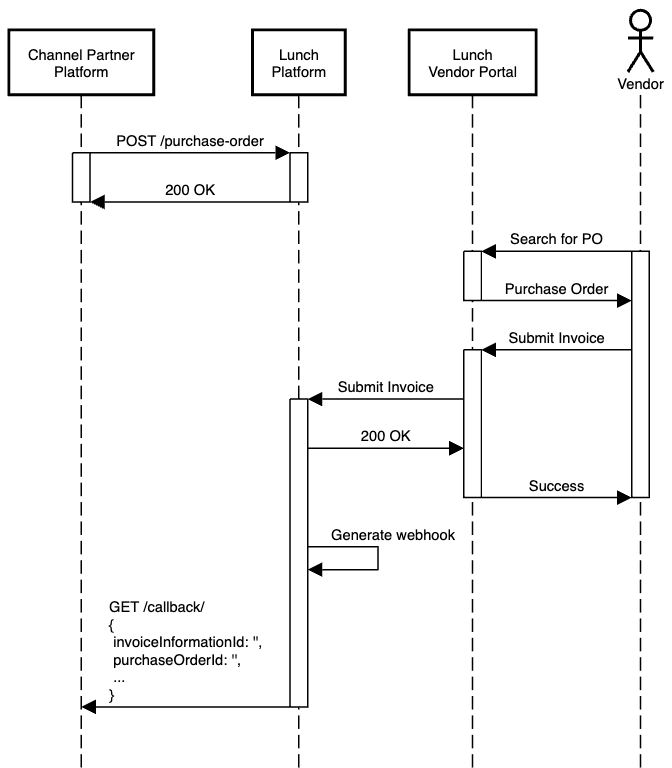 Channel Partner
Platform
Lunch
Platform
Lunch
Vendor Portal
Vendor
POST /purchase-order
200 OK
Search for PO
Purchase Order
Submit Invoice
Submit Invoice
200 OK
Success
Generate webhook
GET /callback/
{
invoiceInformationId: '',
purchaseOrderId: '',
...
}